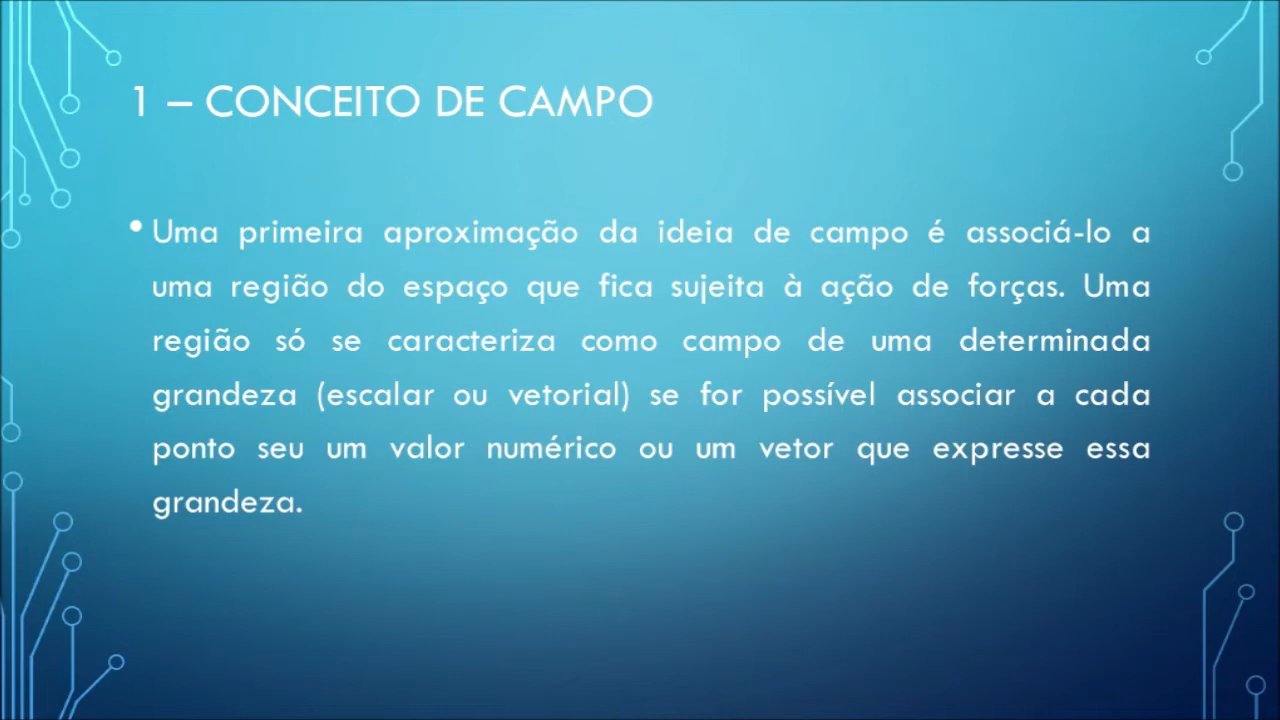 1 – CONCEITO DE CAMPO
• Uma primeira aproximação da ideia de campo é associá-lo a
uma região do espaço que fica sujeita à ação de forças. Uma
região só se caracteriza como campo de uma determinada
grandeza (escalar ou vetorial) se for possível associar a cada
ponto seu um valor numérico ou um vetor que expresse essa
grandeza.